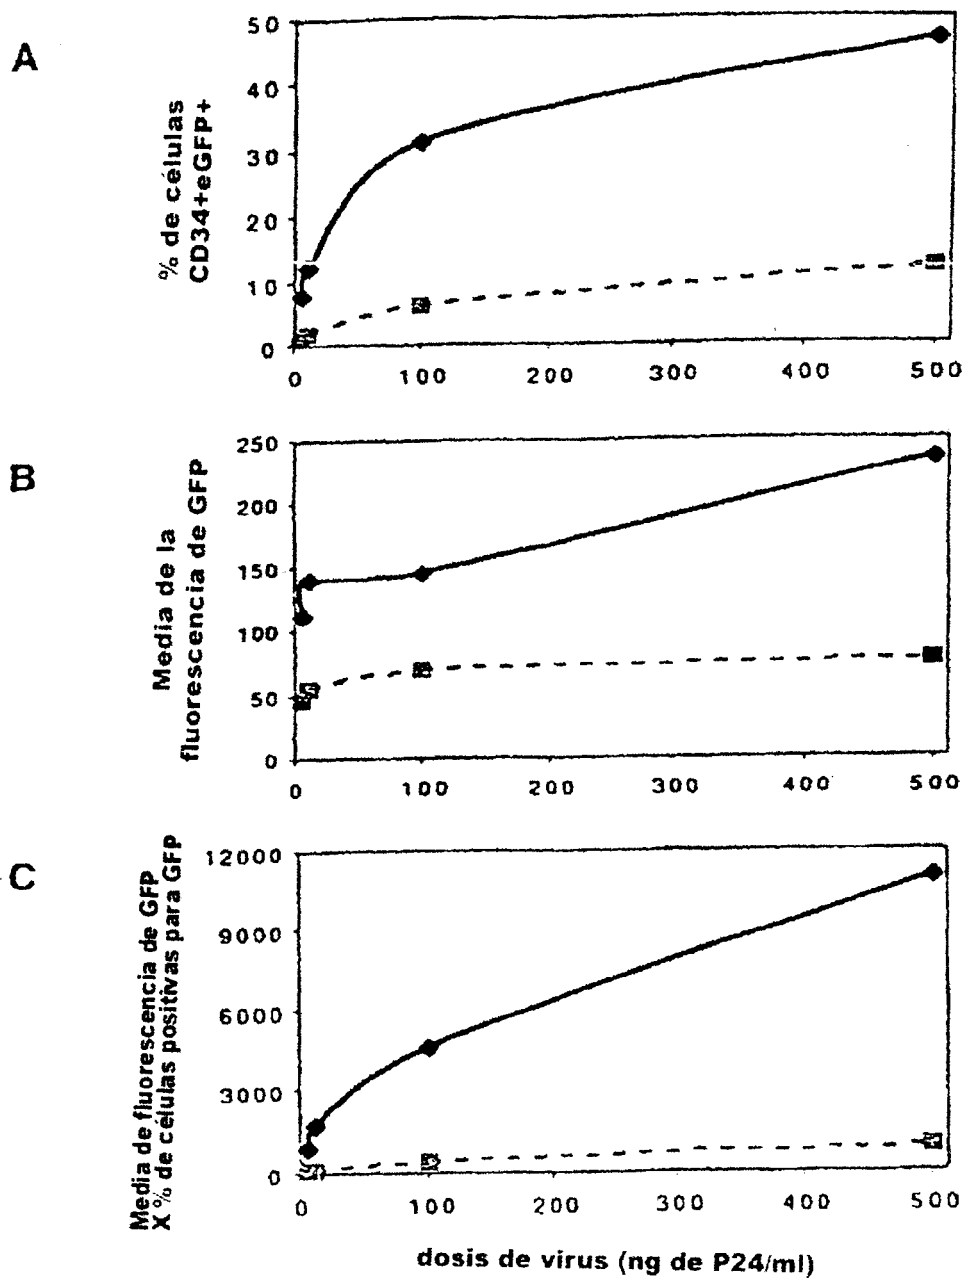 A
% de células
CD34+eGFP+
50
40
30
20
10
0
0 100 200 300 400 500
B
Media de la
fluorescencia de GFP
250
200
150
100
50
0
0 100 200 300 400 500
C
Media de fluorescencia de GFP
X % de células positivas para GFP
12000
9000
6000
3000
0
0 100 200 300 400 500
dosis de virus (ng de P24/ml)